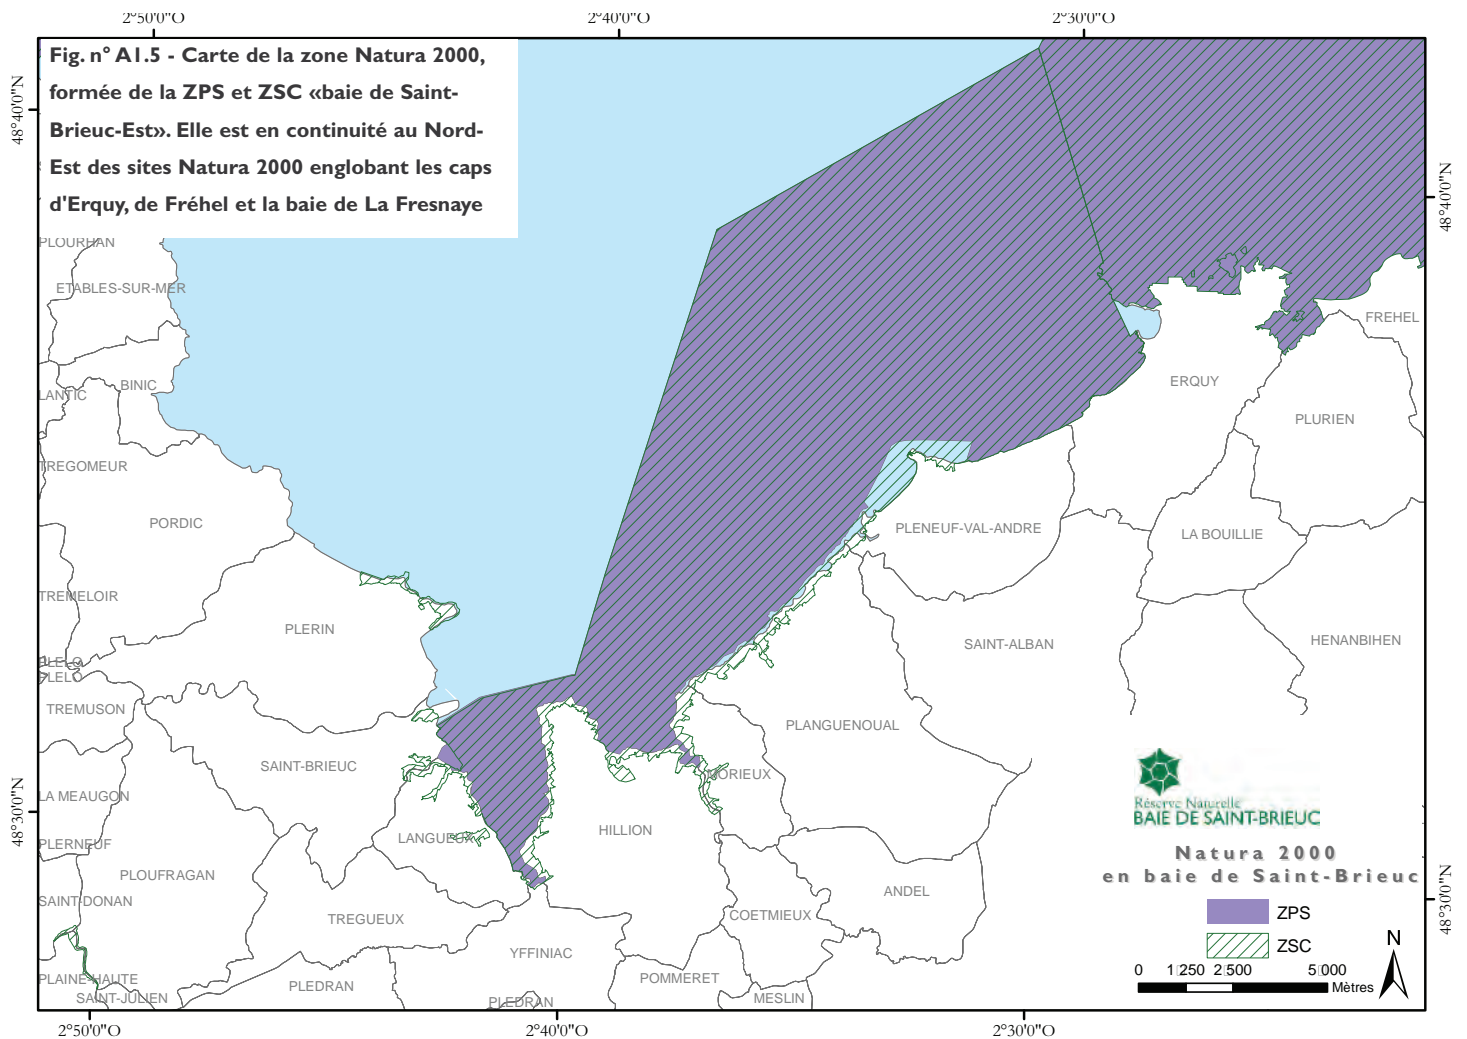 2°50'0"O
2°40'0"O
2°30'0"O
Fig. n° A1.5 - Carte de la zone Natura 2000,
formée de la ZPS et ZSC «baie de Saint-
Brieuc-Est». Elle est en continuité au Nord-
Est des sites Natura 2000 englobant les caps
d'Erquy, de Fréhel et la baie de La Fresnaye
48°40'0"N
48°40'0"N
PLOURHAN
ETABLES-SUR-MER
FREHEL
BINIC
LANTIC
ERQUY
PLURIEN
TREGOMEUR
PORDIC
PLENEUF-VAL-ANDRE
LA BOUILLIE
TREMELOIR
PLERIN
SAINT-ALBAN
HENANBIHEN
PLELO
PLELO
TREMUSON
PLANGUENOUAL
SAINT-BRIEUC
MORIEUX
LA MEAUGON
48°30'0"N
HILLION
LANGUEUX
PLERNEUF
PLOUFRAGAN
ANDEL
SAINT-DONAN
TREGUEUX
COETMIEUX
YFFINIAC
PLAINE-HAUTE
PLEDRAN
POMMERET
SAINT-JULIEN
PLEDRAN
MESLIN
Réserve Naturelle
BAIE DE SAINT-BRIEUC
Natura 2000
en baie de Saint-Brieuc
ZPS
ZSC
48°30'0"N
N
0 1 250 2 500 5 000
Mètres
2°50'0"O
2°40'0"O
2°30'0"O